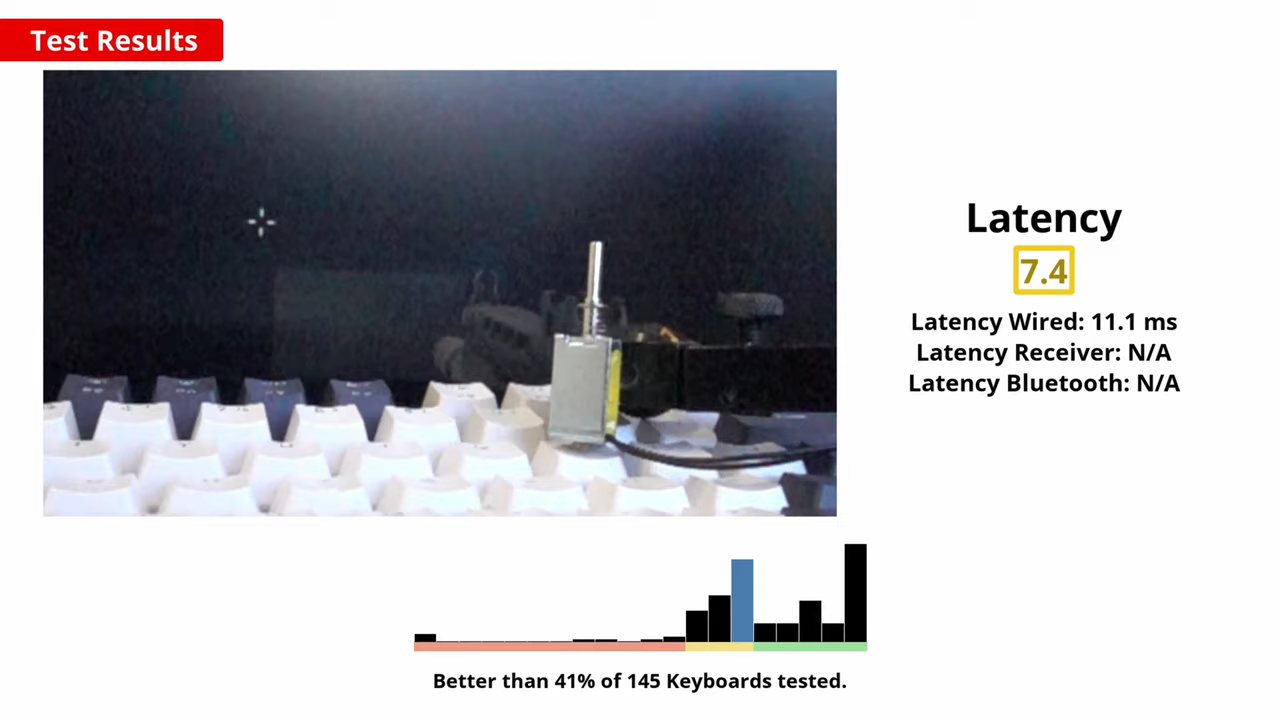 Test Results
Latency
7.4
Latency Wired: 11.1 ms
Latency Receiver: N/A
Latency Bluetooth: N/A
Better than 41% of 145 Keyboards tested.